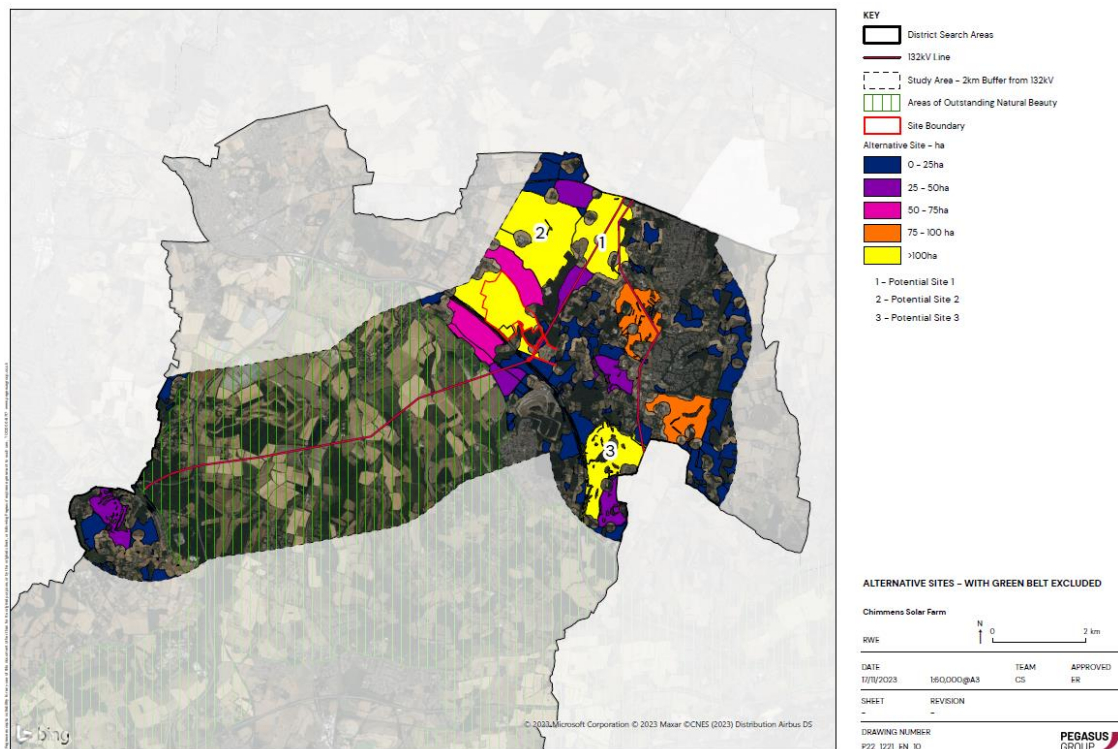 KEY
District Search Areas
132kV Line
Study Area - 2km Buffer from 132kV
Areas of Outstanding Natural Beauty
Site Boundary
Alternative Site - ha
0 - 25ha
25 - 50ha
50 - 75ha
75 - 100 ha
>100ha
1 - Potential Site 1
2 - Potential Site 2
3 - Potential Site 3
2
1
3
© 2023 Microsoft Corporation © 2023 Maxar ©CNES (2023) Distribution Airbus DS
bing
ALTERNATIVE SITES - WITH GREEN BELT EXCLUDED
Chimmens Solar Farm
RWE
N
0 2 km
DATE TEAM APPROVED
17/11/2023 1:60,000@A3 CS ER
SHEET REVISION
- -
DRAWING NUMBER
P22_1221_EN_10
PEGASUS
GROUP